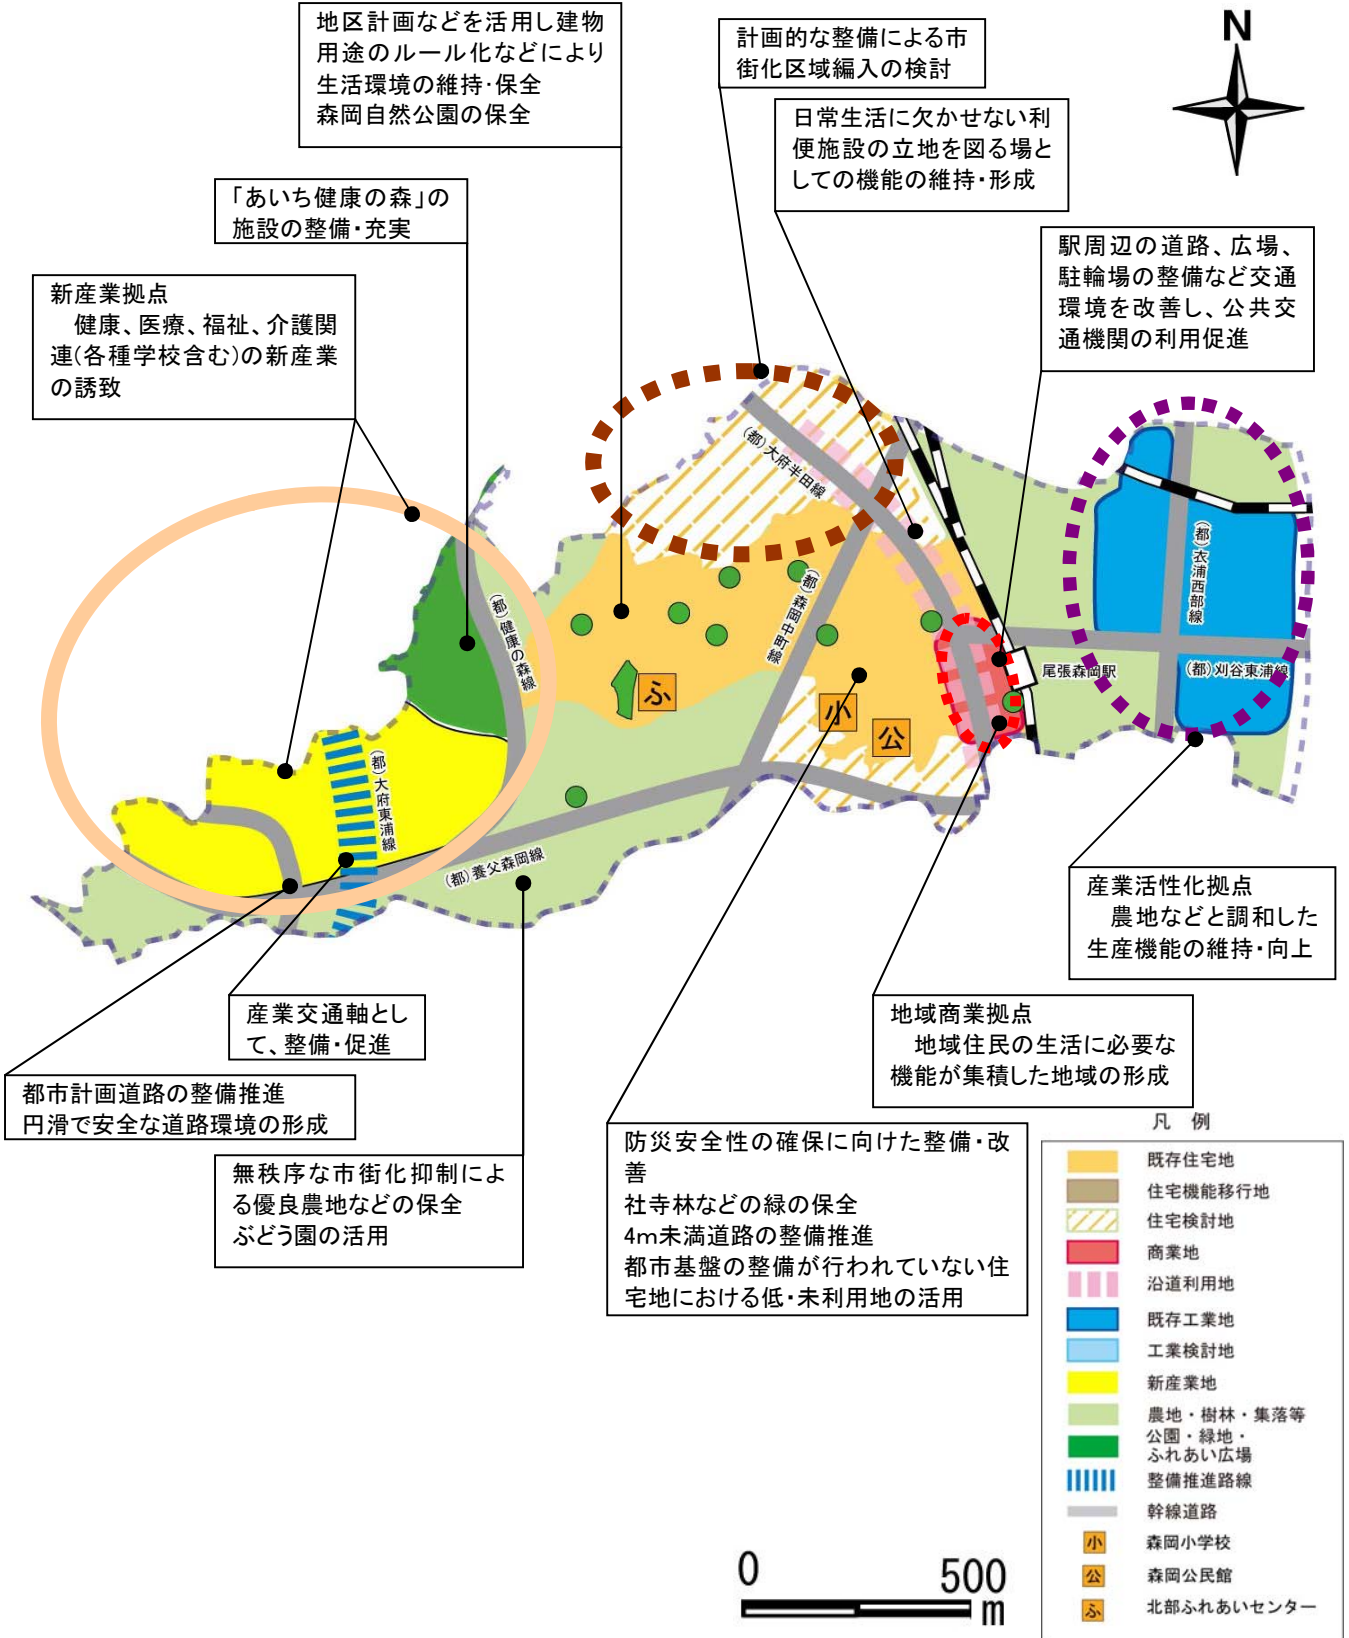 地区計画などを活用し建物
用途のルール化などにより
生活環境の維持・保全
森岡自然公園の保全
計画的な整備による市
街化区域編入の検討
N
日常生活に欠かせない利
便施設の立地を図る場と
しての機能の維持・形成
「あいち健康の森」の
施設の整備・充実
駅周辺の道路、広場、
駐輪場の整備など交通
環境を改善し、公共交
通機関の利用促進
新産業拠点
健康、医療、福祉、介護関
連(各種学校含む)の新産業
の誘致
(都)大府半田線
(都)衣浦西部線
(都)森岡中町線
(都)健康の森線
尾張森岡駅
(都)刈谷東浦線
ふ
小
公
(都)大府東浦線
(都)養父森岡線
産業活性化拠点
農地などと調和した
生産機能の維持・向上
産業交通軸とし
て、整備・促進
地域商業拠点
地域住民の生活に必要な
機能が集積した地域の形成
都市計画道路の整備推進
円滑で安全な道路環境の形成
無秩序な市街化抑制によ
る優良農地などの保全
ぶどう園の活用
防災安全性の確保に向けた整備・改
善
社寺林などの緑の保全
4m未満道路の整備推進
都市基盤の整備が行われていない住
宅地における低・未利用地の活用
凡 例
既存住宅地
住宅機能移行地
住宅検討地
商業地
沿道利用地
既存工業地
工業検討地
新産業地
農地・樹林・集落等
公園・緑地・
ふれあい広場
整備推進路線
幹線道路
小 森岡小学校
公 森岡公民館
ふ 北部ふれあいセンター
0 500
m